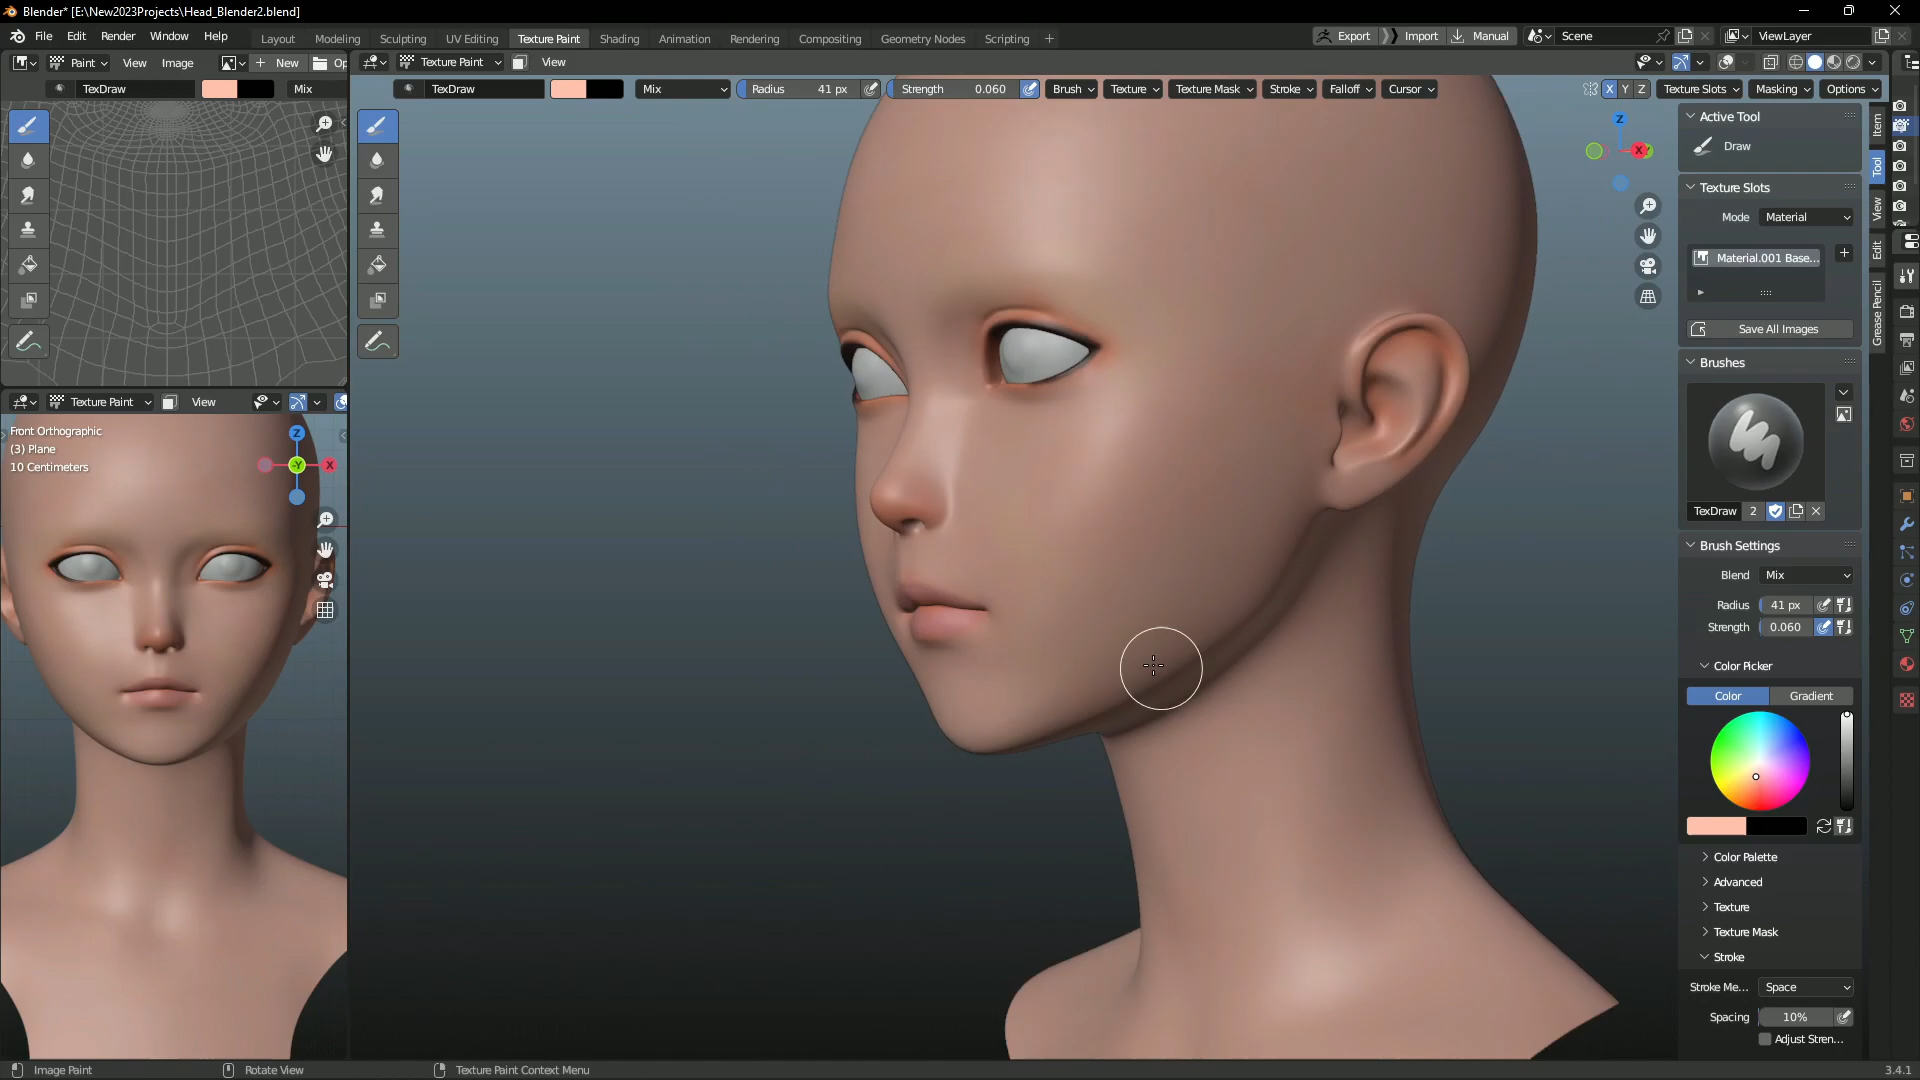 Blender* [E:\New2023Projects\Head_Blender2.blend]
File Edit Render Window Help
Layout Modeling Sculpting UV Editing Texture Paint Shading Animation Rendering Compositing Geometry Nodes Scripting +
Export Import Manual Scene ViewLayer
Paint View Image + New Op
Texture Paint View
TexDraw Mix
TexDraw Mix Radius 41 px Strength 0.060 Brush Texture Texture Mask Stroke Falloff Cursor
X Y Z Texture Slots Masking Options
Z
X
Item
Tool
View
Edit
Grease Pencil
Active Tool
Draw
Texture Slots
Mode Material
Material.001 Base...
Save All Images
Brushes
TexDraw 2
Brush Settings
Blend Mix
Radius 41 px
Strength 0.060
Color Picker
Color Gradient
Color Palette
Advanced
Texture
Texture Mask
Stroke
Stroke Me... Space
Spacing 10%
Adjust Stren...
Texture Paint View
Front Orthographic
(3) Plane
10 Centimeters
Z
-Y X
Image Paint Rotate View Texture Paint Context Menu 3.4.1